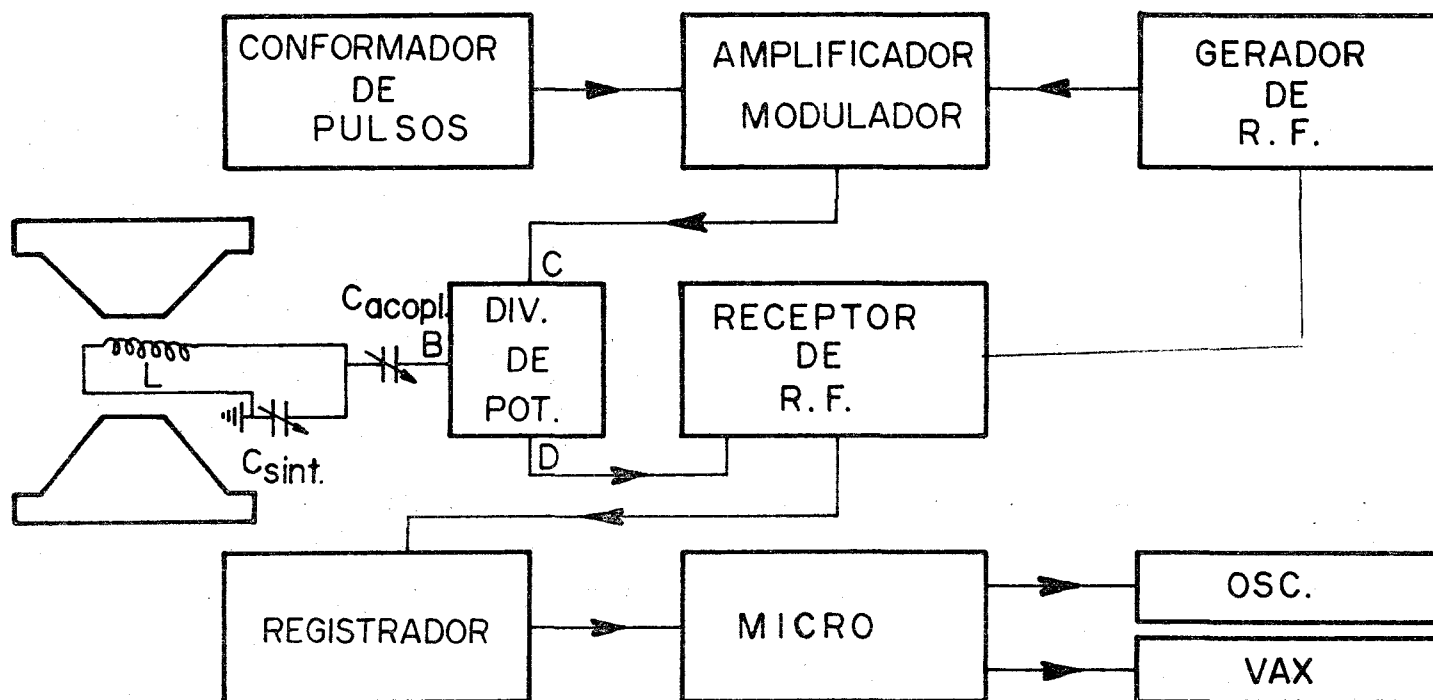 CONFORMADOR
DE
PULSOS
AMPLIFICADOR
MODULADOR
GERADOR
DE
R. F.
C
Cacopl.
B
DIV.
DE
POT.
RECEPTOR
DE
R. F.
L
Csint.
D
REGISTRADOR
MICRO
OSC.
VAX